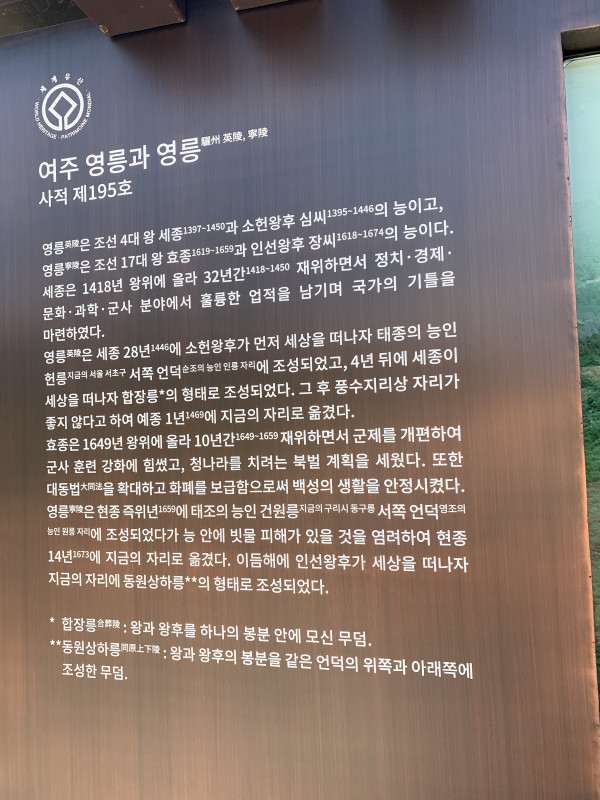 세계유산
· WORLD HERITAGE · PATRIMOINE MONDIAL ·
여주 영릉과 영릉驪州 英陵, 寧陵
사적 제195호
영릉英陵은 조선 4대 왕 세종1397~1450과 소헌왕후 심씨1395~1446의 능이고,
영릉寧陵은 조선 17대 왕 효종1619~1659과 인선왕후 장씨1618~1674의 능이다.
세종은 1418년 왕위에 올라 32년간1418~1450 재위하면서 정치·경제·
문화·과학·군사 분야에서 훌륭한 업적을 남기며 국가의 기틀을
마련하였다.
영릉英陵은 세종 28년1446에 소헌왕후가 먼저 세상을 떠나자 태종의 능인
헌릉지금의 서울 서초구 서쪽 언덕순조의 능인 인릉 자리에 조성되었고, 4년 뒤에 세종이
세상을 떠나자 합장릉*의 형태로 조성되었다. 그 후 풍수지리상 자리가
좋지 않다고 하여 예종 1년1469에 지금의 자리로 옮겼다.
효종은 1649년 왕위에 올라 10년간1649~1659 재위하면서 군제를 개편하여
군사 훈련 강화에 힘썼고, 청나라를 치려는 북벌 계획을 세웠다. 또한
대동법大同法을 확대하고 화폐를 보급함으로써 백성의 생활을 안정시켰다.
영릉寧陵은 현종 즉위년1659에 태조의 능인 건원릉지금의 구리시 동구릉 서쪽 언덕영조의
능인 원릉 자리에 조성되었다가 능 안에 빗물 피해가 있을 것을 염려하여 현종
14년1673에 지금의 자리로 옮겼다. 이듬해에 인선왕후가 세상을 떠나자
지금의 자리에 동원상하릉**의 형태로 조성되었다.
* 합장릉合葬陵 : 왕과 왕후를 하나의 봉분 안에 모신 무덤.
**동원상하릉同原上下陵 : 왕과 왕후의 봉분을 같은 언덕의 위쪽과 아래쪽에
조성한 무덤.